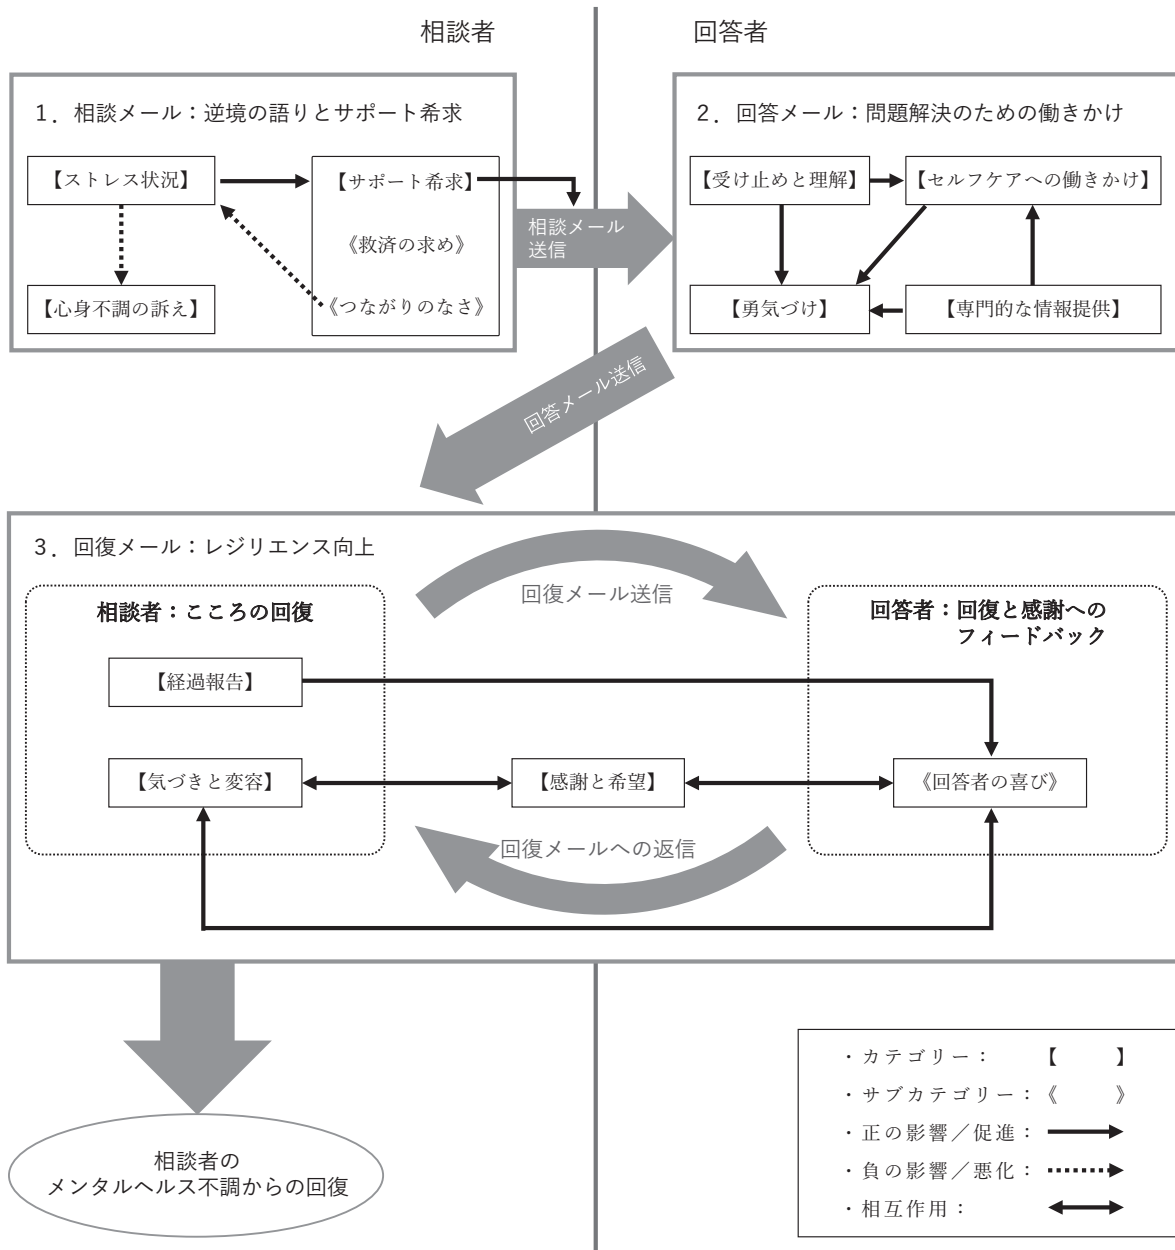 相談者
回答者
1．相談メール：逆境の語りとサポート希求
【ストレス状況】
【サポート希求】
《救済の求め》
【心身不調の訴え】
《つながりのなさ》
相談メール
送信
2．回答メール：問題解決のための働きかけ
【受け止めと理解】
【セルフケアへの働きかけ】
【勇気づけ】
【専門的な情報提供】
回答メール送信
3．回復メール：レジリエンス向上
回復メール送信
相談者：こころの回復
回答者：回復と感謝への
フィードバック
【経過報告】
【気づきと変容】
【感謝と希望】
《回答者の喜び》
回復メールへの返信
相談者の
メンタルヘルス不調からの回復
・カテゴリー：　【　　】
・サブカテゴリー：《　　》
・正の影響／促進：
・負の影響／悪化：
・相互作用：